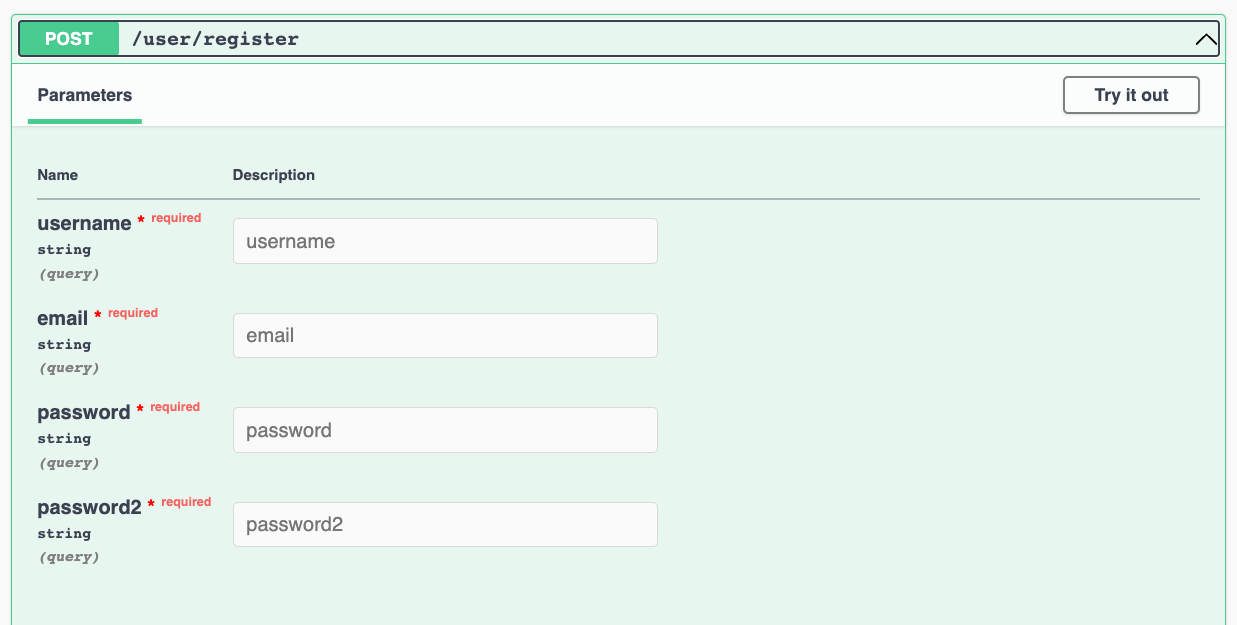 POST /user/register
Parameters
Try it out
Name Description
username * required
string
(query)
username
email * required
string
(query)
email
password * required
string
(query)
password
password2 * required
string
(query)
password2